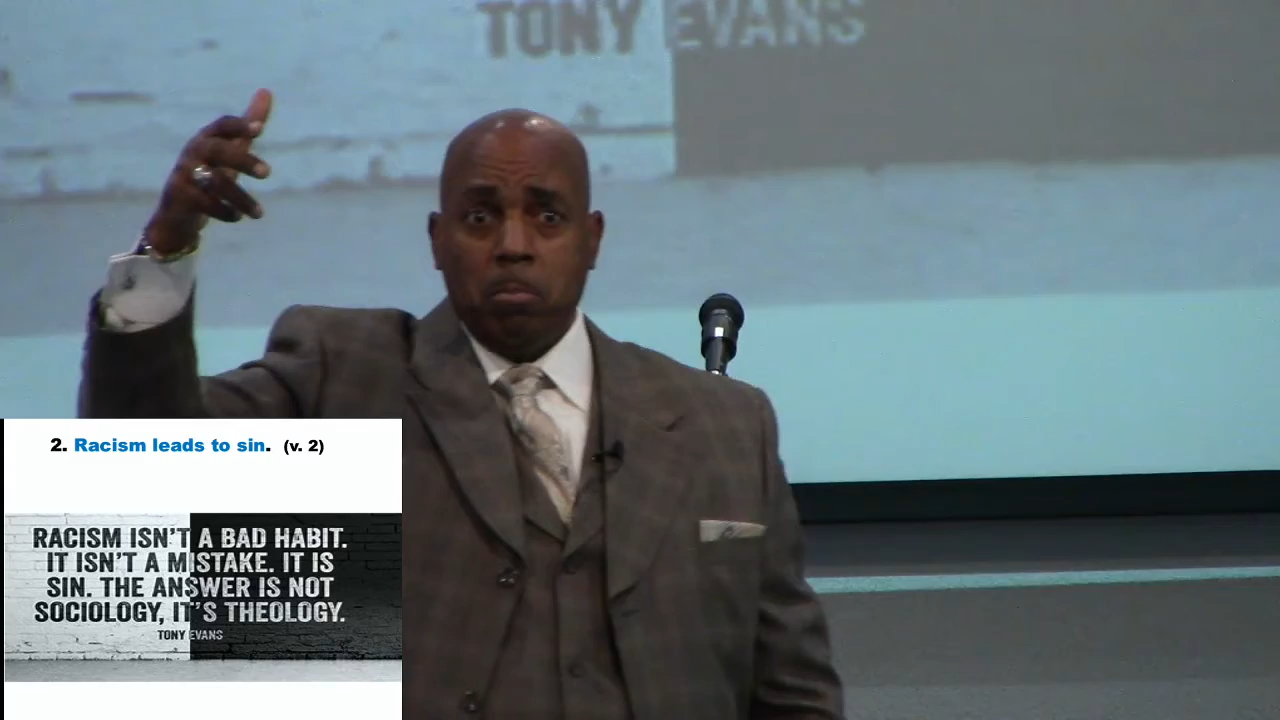 TONY EVANS
2. Racism leads to sin. (v. 2)
RACISM ISN'T A BAD HABIT.
IT ISN'T A MISTAKE. IT IS
SIN. THE ANSWER IS NOT
SOCIOLOGY, IT'S THEOLOGY.
TONY EVANS